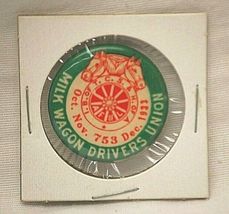 Oct. Nov. 753 Dec. 1933
MILK WAGON DRIVERS UNION